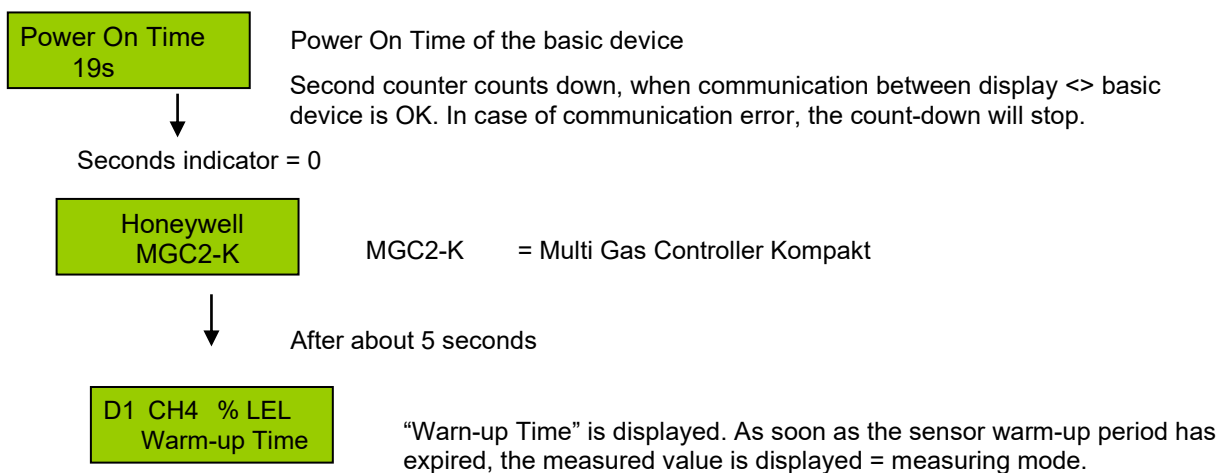 Power On Time
19s
Power On Time of the basic device
Second counter counts down, when communication between display <> basic
device is OK. In case of communication error, the count-down will stop.
Seconds indicator = 0
Honeywell
MGC2-K
MGC2-K = Multi Gas Controller Kompakt
After about 5 seconds
D1 CH4 % LEL
Warm-up Time
“Warn-up Time” is displayed. As soon as the sensor warm-up period has
expired, the measured value is displayed = measuring mode.